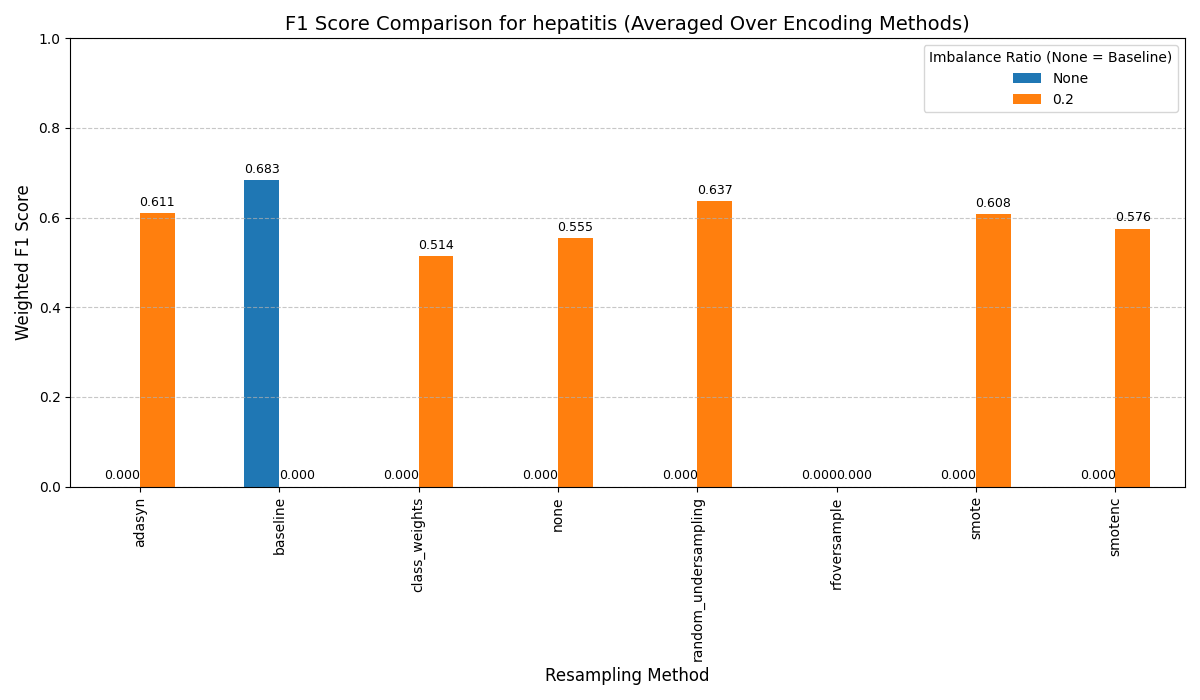 F1 Score Comparison for hepatitis (Averaged Over Encoding Methods)
Weighted F1 Score
1.0
0.8
0.6
0.4
0.2
0.0
Imbalance Ratio (None = Baseline)
None
0.2
0.000 0.611
0.683 0.000
0.000 0.514
0.000 0.555
0.000 0.637
0.000 0.000
0.000 0.608
0.000 0.576
adasyn
baseline
class_weights
none
random_undersampling
rfoversample
smote
smotenc
Resampling Method